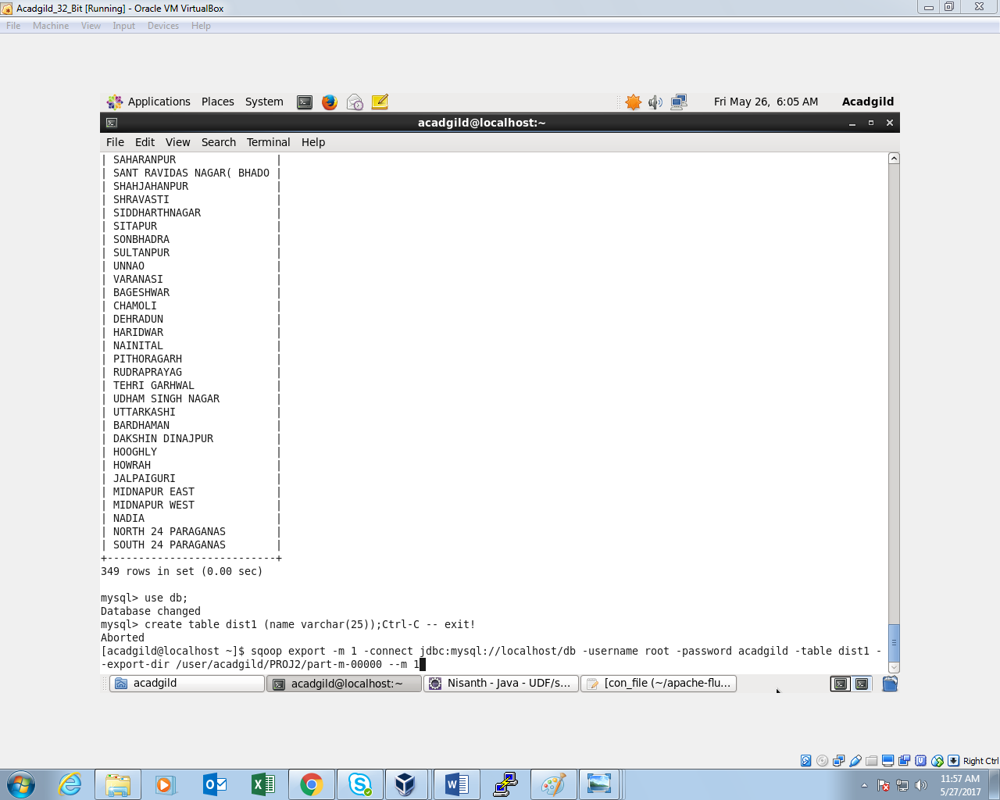 Acadgild_32_Bit [Running] - Oracle VM VirtualBox
File Machine View Input Devices Help
Applications Places System Fri May 26, 6:05 AM Acadgild
acadgild@localhost:~
File Edit View Search Terminal Help
| SAHARANPUR |
| SANT RAVIDAS NAGAR( BHADO |
| SHAHJAHANPUR |
| SHRAVASTI |
| SIDDHARTHNAGAR |
| SITAPUR |
| SONBHADRA |
| SULTANPUR |
| UNNAO |
| VARANASI |
| BAGESHWAR |
| CHAMOLI |
| DEHRADUN |
| HARIDWAR |
| NAINITAL |
| PITHORAGARH |
| RUDRAPRAYAG |
| TEHRI GARHWAL |
| UDHAM SINGH NAGAR |
| UTTARKASHI |
| BARDHAMAN |
| DAKSHIN DINAJPUR |
| HOOGHLY |
| HOWRAH |
| JALPAIGURI |
| MIDNAPUR EAST |
| MIDNAPUR WEST |
| NADIA |
| NORTH 24 PARAGANAS |
| SOUTH 24 PARAGANAS |
+---------------------------+
349 rows in set (0.00 sec)
mysql> use db;
Database changed
mysql> create table dist1 (name varchar(25));Ctrl-C -- exit!
Aborted
[acadgild@localhost ~]$ sqoop export -m 1 -connect jdbc:mysql://localhost/db -username root -password acadgild -table dist1 -
-export-dir /user/acadgild/PROJ2/part-m-00000 --m 1
acadgild acadgild@localhost:~ Nisanth - Java - UDF/s... [con_file (~/apache-flu...
Right Ctrl
11:57 AM
5/27/2017